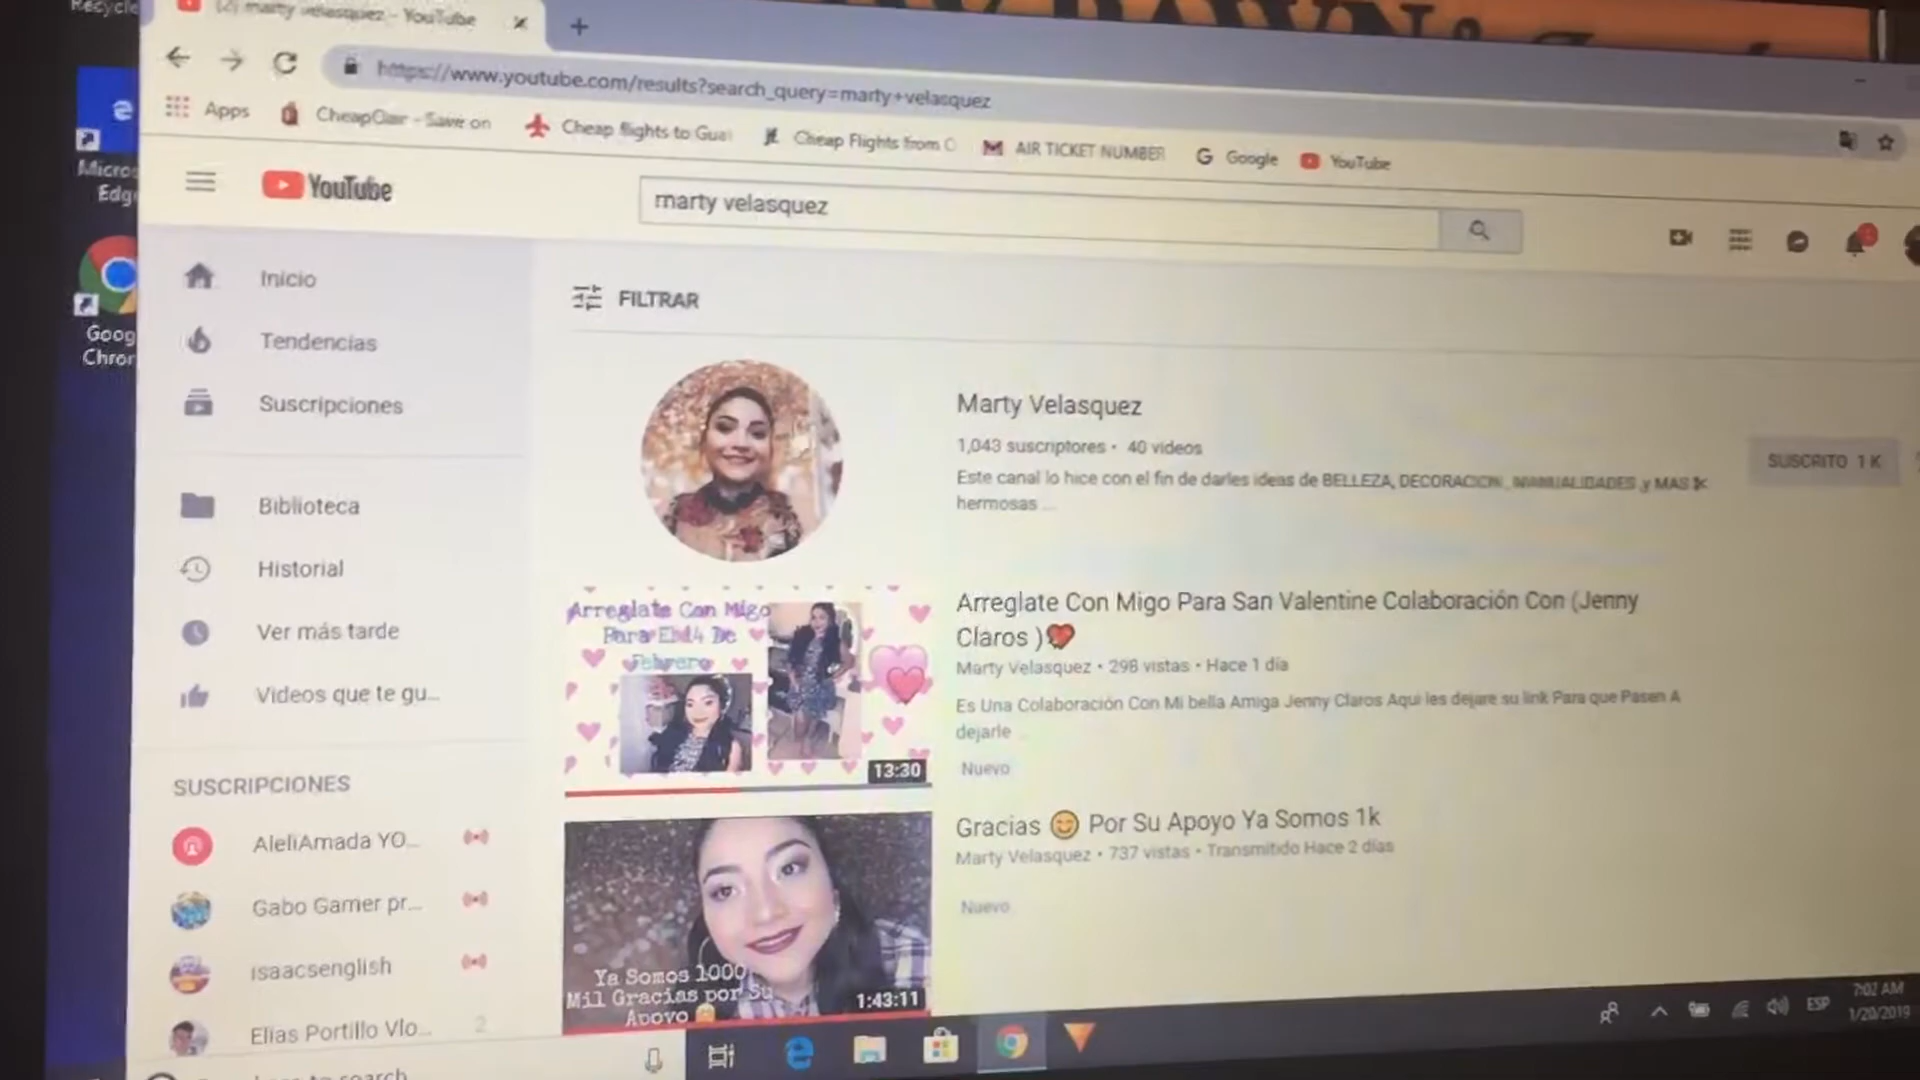 Recycle
(2) marty velasquez - YouTube
https://www.youtube.com/results?search_query=marty+velasquez
Apps
CheapOair - Save on
Cheap flights to Gua
Cheap Flights from
AIR TICKET NUMBER
Google
YouTube
Micros
Edg
YouTube
marty velasquez
Goog
Chror
Inicio
Tendencias
Suscripciones
Biblioteca
Historial
Ver más tarde
Videos que te gu...
SUSCRIPCIONES
AleliAmada YO...
Gabo Gamer pr...
isaacsenglish
Elias Portillo Vlo... 2
FILTRAR
Marty Velasquez
1,043 suscriptores • 40 videos
Este canal lo hice con el fin de darles ideas de BELLEZA, DECORACION, MANUALIDADES y MAS
hermosas ...
SUSCRITO 1 K
Arreglate Con Migo
Para El 14 De
Febrero
13:30
Arreglate Con Migo Para San Valentine Colaboración Con (Jenny
Claros )❤
Marty Velasquez • 298 vistas • Hace 1 día
Es Una Colaboración Con Mi bella Amiga Jenny Claros Aqui les dejare su link Para que Pasen A
dejarle
Nuevo
Ya Somos 1000
Mil Gracias por Su
Apoyo
1:43:11
Gracias 😊 Por Su Apoyo Ya Somos 1k
Marty Velasquez • 737 vistas • Transmitido Hace 2 días
Nuevo
here to search
ESP
7:02 AM
1/20/2019